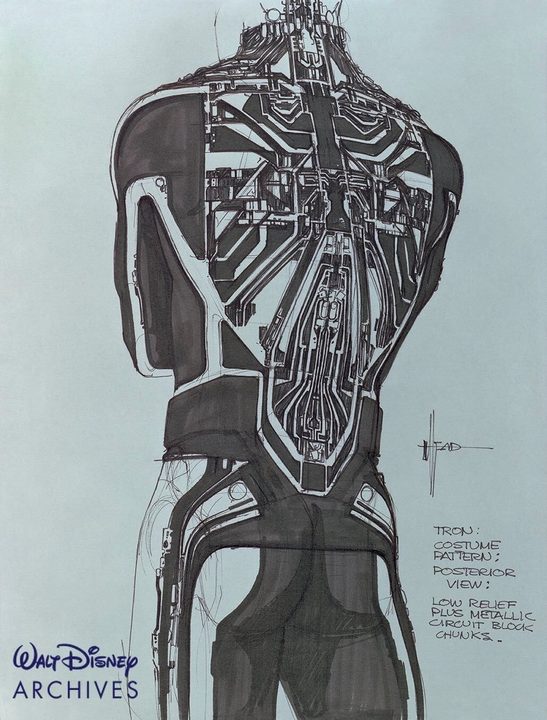 MEAD
TRON:
COSTUME
PATTERN:
POSTERIOR
VIEW:
LOW RELIEF
PLUS METALLIC
CIRCUIT BLOCK
CHUNKS.
WALT DISNEY
ARCHIVES